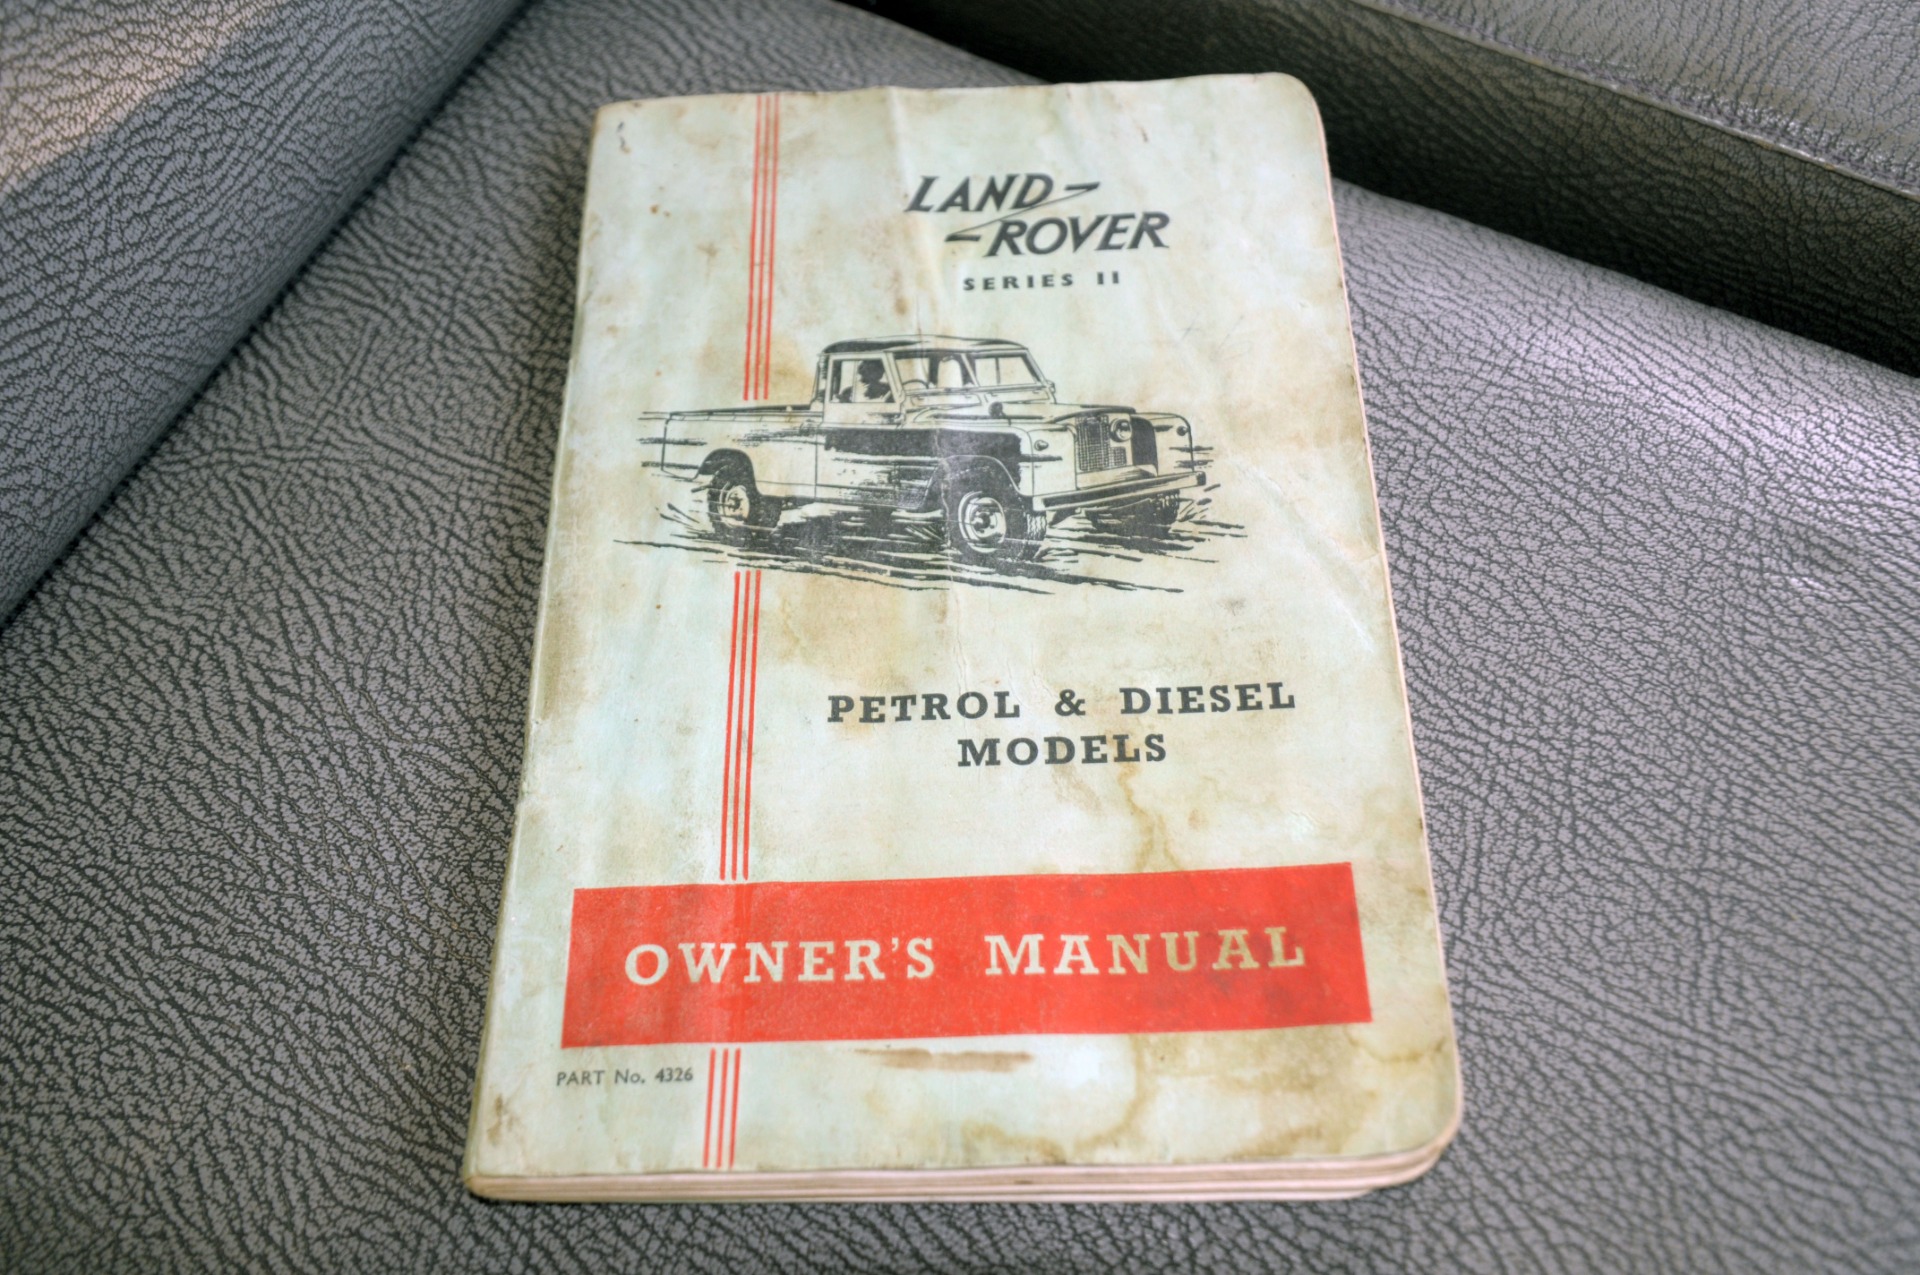 LAND
ROVER
SERIES II
PETROL & DIESEL
MODELS
OWNER'S MANUAL
PART No. 4326